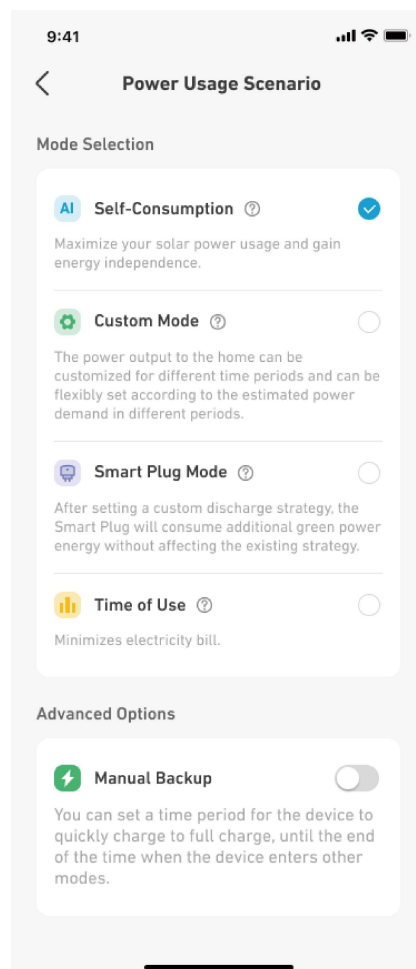 9:41
Power Usage Scenario
Mode Selection
AI Self-Consumption ?
Maximize your solar power usage and gain
energy independence.
Custom Mode ?
The power output to the home can be
customized for different time periods and can be
flexibly set according to the estimated power
demand in different periods.
Smart Plug Mode ?
After setting a custom discharge strategy, the
Smart Plug will consume additional green power
energy without affecting the existing strategy.
Time of Use ?
Minimizes electricity bill.
Advanced Options
Manual Backup
You can set a time period for the device to
quickly charge to full charge, until the end
of the time when the device enters other
modes.